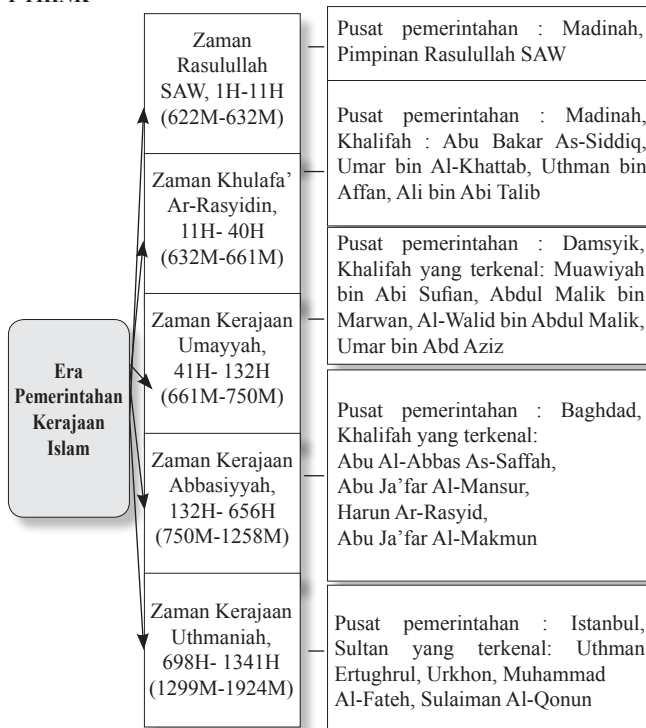 Era
Pemerintahan
Kerajaan
Islam
Zaman
Rasulullah
SAW, 1H-11H
(622M-632M)
Pusat pemerintahan : Madinah,
Pimpinan Rasulullah SAW
Zaman Khulafa’
Ar-Rasyidin,
11H- 40H
(632M-661M)
Pusat pemerintahan : Madinah,
Khalifah : Abu Bakar As-Siddiq,
Umar bin Al-Khattab, Uthman bin
Affan, Ali bin Abi Talib
Zaman Kerajaan
Umayyah,
41H- 132H
(661M-750M)
Pusat pemerintahan : Damsyik,
Khalifah yang terkenal: Muawiyah
bin Abi Sufian, Abdul Malik bin
Marwan, Al-Walid bin Abdul Malik,
Umar bin Abd Aziz
Zaman Kerajaan
Abbasiyyah,
132H- 656H
(750M-1258M)
Pusat pemerintahan : Baghdad,
Khalifah yang terkenal:
Abu Al-Abbas As-Saffah,
Abu Ja’far Al-Mansur,
Harun Ar-Rasyid,
Abu Ja’far Al-Makmun
Zaman Kerajaan
Uthmaniah,
698H- 1341H
(1299M-1924M)
Pusat pemerintahan : Istanbul,
Sultan yang terkenal: Uthman
Ertughrul, Urkhon, Muhammad
Al-Fateh, Sulaiman Al-Qonun